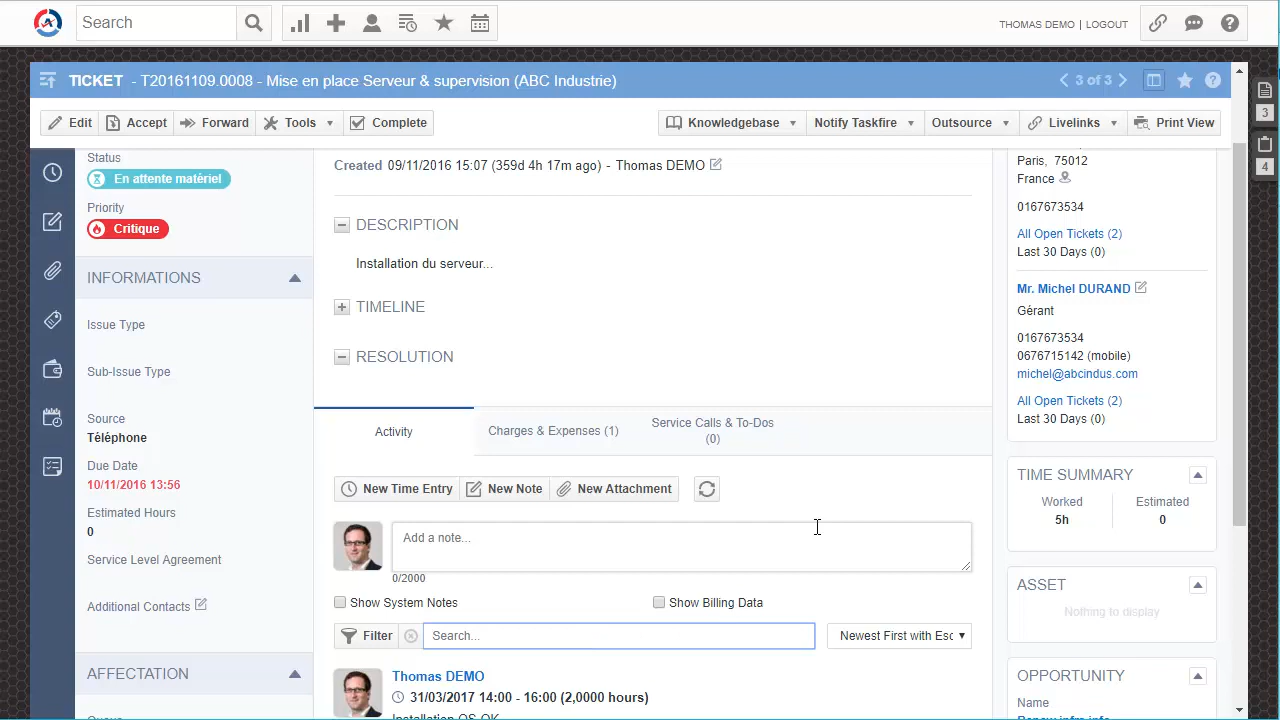 Search
THOMAS DEMO | LOGOUT
TICKET - T20161109.0008 - Mise en place Serveur & supervision (ABC Industrie)
3 of 3
Edit
Accept
Forward
Tools
Complete
Knowledgebase
Notify Taskfire
Outsource
Livelinks
Print View
3
4
Status
En attente matériel
Priority
Critique
INFORMATIONS
Issue Type
Sub-Issue Type
Source
Téléphone
Due Date
10/11/2016 13:56
Estimated Hours
0
Service Level Agreement
Additional Contacts
AFFECTATION
Created 09/11/2016 15:07 (359d 4h 17m ago) - Thomas DEMO
DESCRIPTION
Installation du serveur...
TIMELINE
RESOLUTION
Activity
Charges & Expenses (1)
Service Calls & To-Dos
(0)
New Time Entry
New Note
New Attachment
Add a note...
0/2000
Show System Notes
Show Billing Data
Filter
Search...
Newest First with Esc
Thomas DEMO
31/03/2017 14:00 - 16:00 (2,0000 hours)
Installation OS OK
Paris, 75012
France
0167673534
All Open Tickets (2)
Last 30 Days (0)
Mr. Michel DURAND
Gérant
0167673534
0676715142 (mobile)
michel@abcindus.com
All Open Tickets (2)
Last 30 Days (0)
TIME SUMMARY
Worked
Estimated
5h
0
ASSET
Nothing to display
OPPORTUNITY
Name